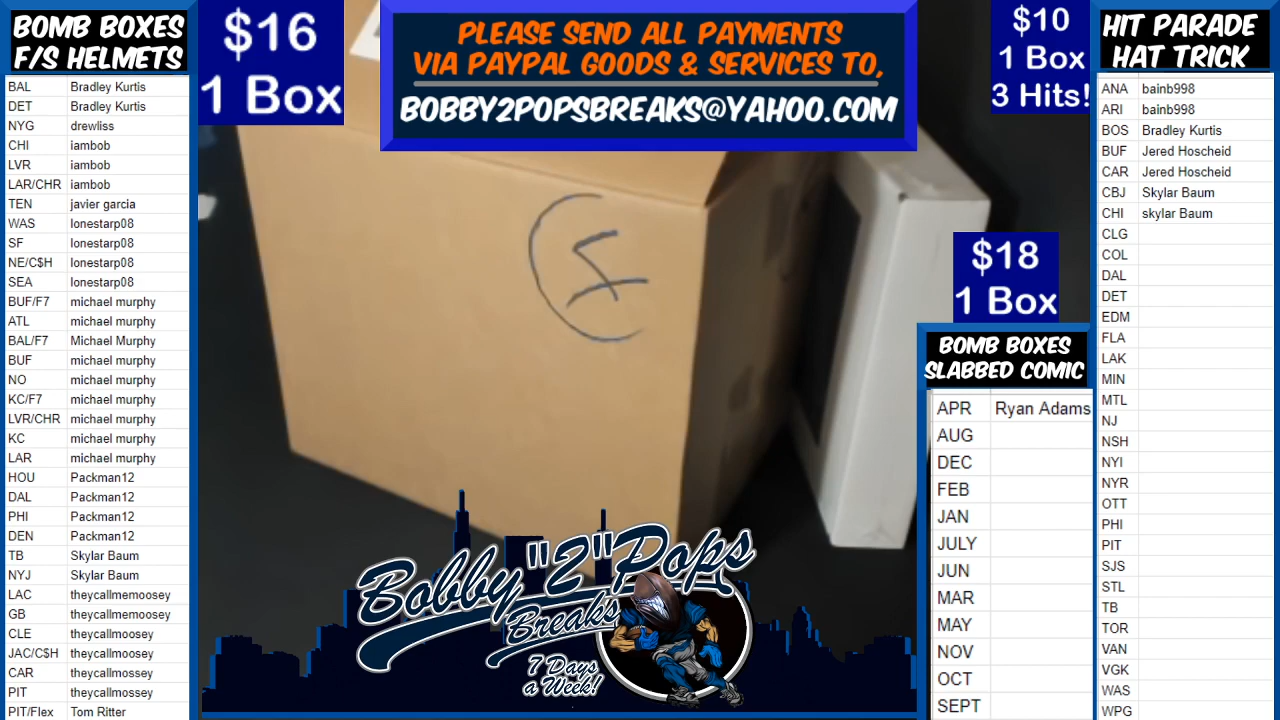 BOMB BOXES
F/S HELMETS
BAL Bradley Kurtis
DET Bradley Kurtis
NYG drewliss
CHI iambob
LVR iambob
LAR/CHR iambob
TEN javier garcia
WAS lonestarp08
SF lonestarp08
NE/C$H lonestarp08
SEA lonestarp08
BUF/F7 michael murphy
ATL michael murphy
BAL/F7 Michael Murphy
BUF michael murphy
NO michael murphy
KC/F7 michael murphy
LVR/CHR michael murphy
KC michael murphy
LAR michael murphy
HOU Packman12
DAL Packman12
PHI Packman12
DEN Packman12
TB Skylar Baum
NYJ Skylar Baum
LAC theycallmemoosey
GB theycallmemoosey
CLE theycallmoosey
JAC/C$H theycallmoosey
CAR theycallmossey
PIT theycallmossey
PIT/Flex Tom Ritter
$16
1 Box
PLEASE SEND ALL PAYMENTS
VIA PAYPAL GOODS & SERVICES TO,
BOBBY2POPSBREAKS@YAHOO.COM
Bobby "2" Pops
Breaks
7 Days
a Week!
$10
1 Box
3 Hits!
$18
1 Box
BOMB BOXES
SLABBED COMIC
APR Ryan Adams
AUG
DEC
FEB
JAN
JULY
JUN
MAR
MAY
NOV
OCT
SEPT
HIT PARADE
HAT TRICK
ANA bainb998
ARI bainb998
BOS Bradley Kurtis
BUF Jered Hoscheid
CAR Jered Hoscheid
CBJ Skylar Baum
CHI skylar Baum
CLG
COL
DAL
DET
EDM
FLA
LAK
MIN
MTL
NJ
NSH
NYI
NYR
OTT
PHI
PIT
SJS
STL
TB
TOR
VAN
VGK
WAS
WPG